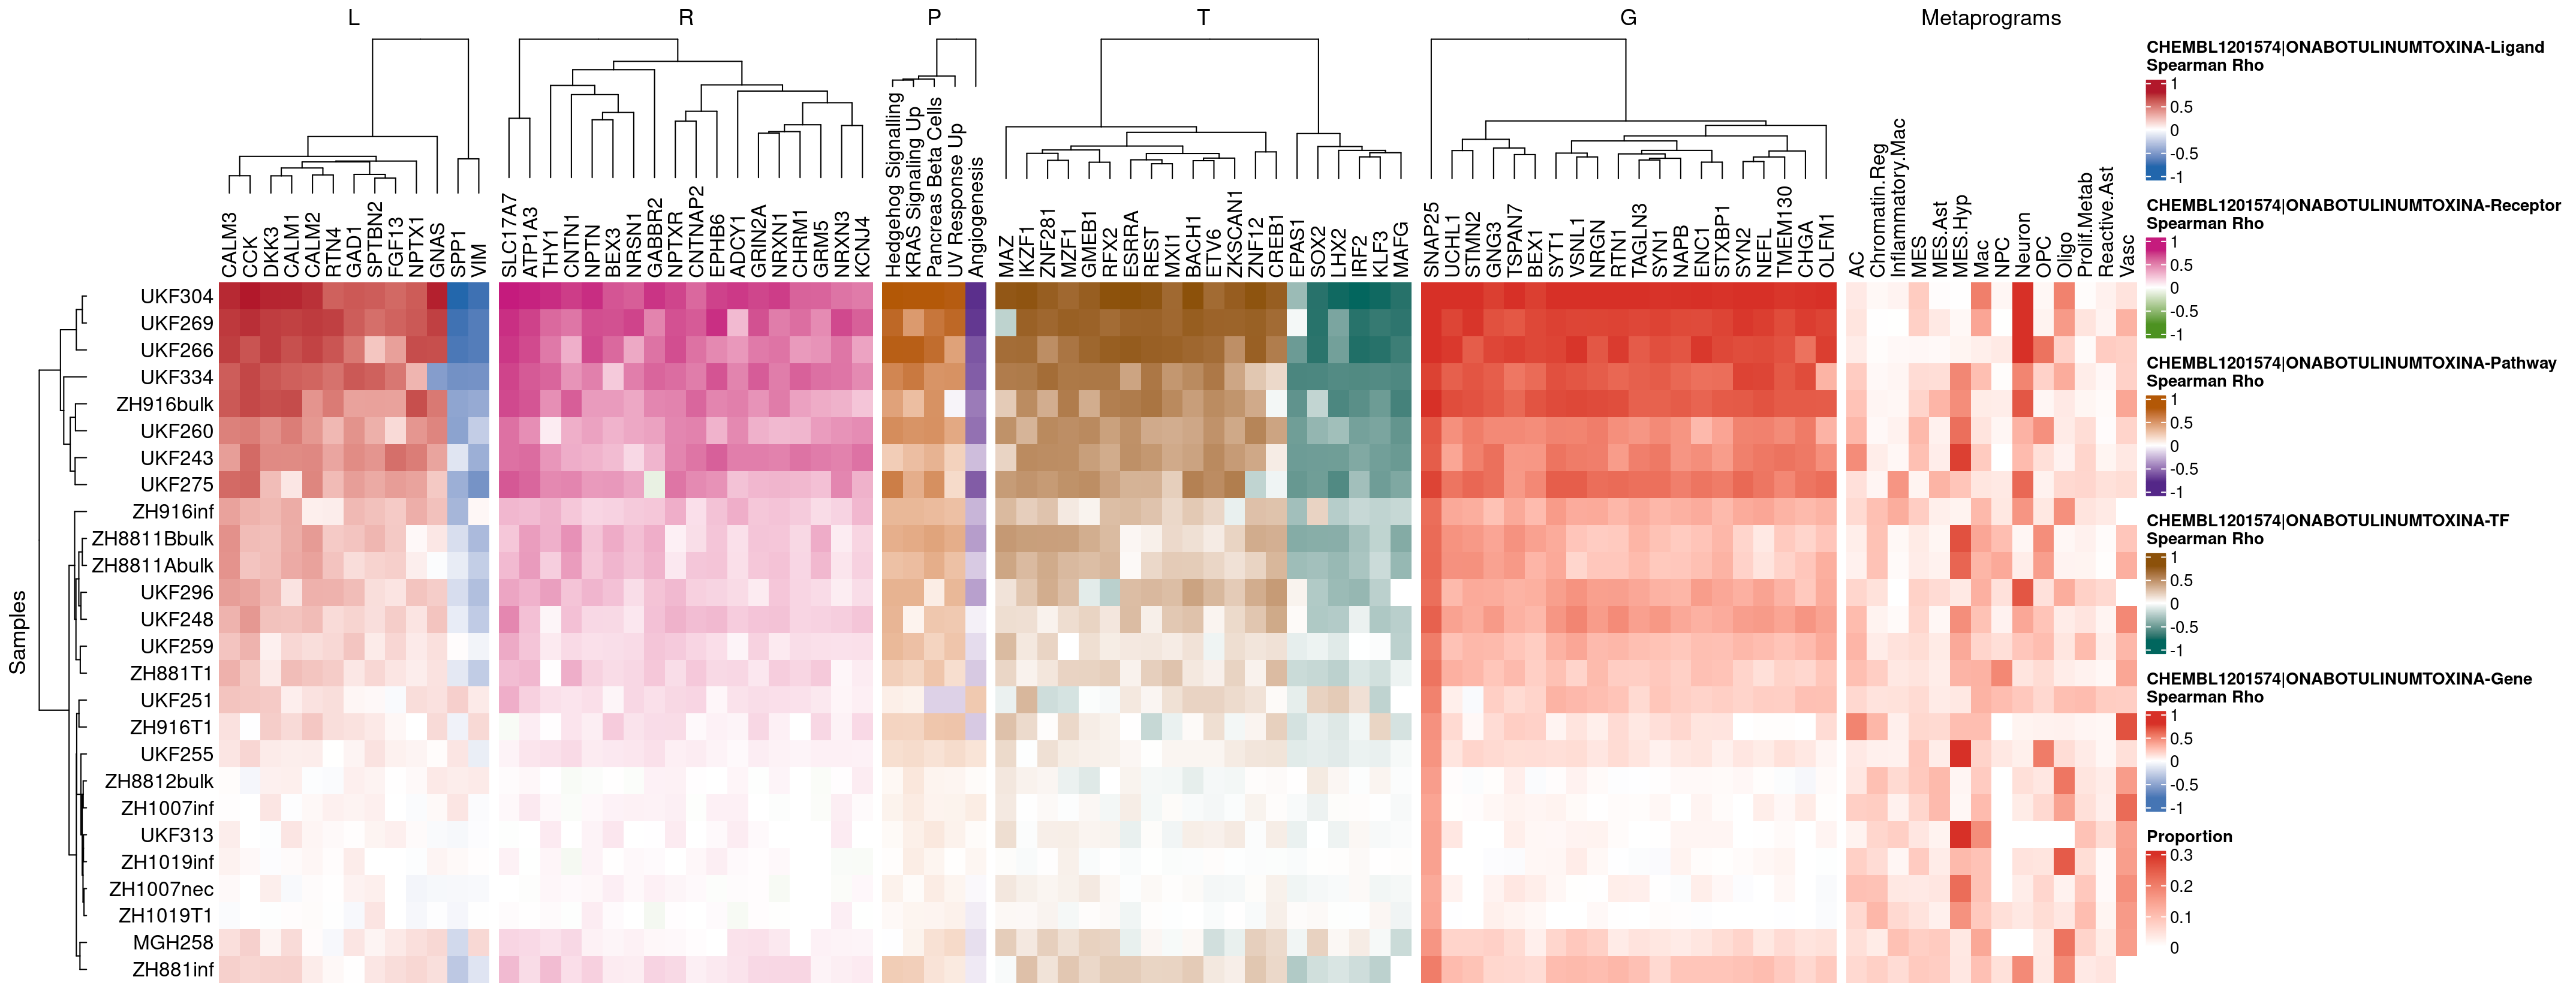 L R P T G Metaprograms
CALM3 CCK DKK3 CALM1 CALM2 RTN4 GAD1 SPTBN2 FGF13 NPTX1 GNAS SPP1 VIM
SLC17A7 ATP1A3 THY1 CNTN1 NPTN BEX3 NRSN1 GABBR2 NPTXR CNTNAP2 EPHB6 ADCY1 GRIN2A NRXN1 CHRM1 GRM5 NRXN3 KCNJ4
Hedgehog Signalling
KRAS Signaling Up
Pancreas Beta Cells
UV Response Up
Angiogenesis
MAZ IKZF1 ZNF281 MZF1 GMEB1 RFX2 ESRRA REST MXI1 BACH1 ETV6 ZKSCAN1 ZNF12 CREB1 EPAS1 SOX2 LHX2 IRF2 KLF3 MAFG
SNAP25 UCHL1 STMN2 GNG3 TSPAN7 BEX1 SYT1 VSNL1 NRGN RTN1 TAGLN3 SYN1 NAPB ENC1 STXBP1 SYN2 NEFL TMEM130 CHGA OLFM1
AC Chromatin.Reg Inflammatory.Mac MES MES.Ast MES.Hyp Mac NPC Neuron OPC Oligo Prolif.Metab Reactive.Ast Vasc
Samples
UKF304
UKF269
UKF266
UKF334
ZH916bulk
UKF260
UKF243
UKF275
ZH916inf
ZH8811Bbulk
ZH8811Abulk
UKF296
UKF248
UKF259
ZH881T1
UKF251
ZH916T1
UKF255
ZH8812bulk
ZH1007inf
UKF313
ZH1019inf
ZH1007nec
ZH1019T1
MGH258
ZH881inf
CHEMBL1201574|ONABOTULINUMTOXINA-Ligand
Spearman Rho
1
0.5
0
-0.5
-1
CHEMBL1201574|ONABOTULINUMTOXINA-Receptor
Spearman Rho
1
0.5
0
-0.5
-1
CHEMBL1201574|ONABOTULINUMTOXINA-Pathway
Spearman Rho
1
0.5
0
-0.5
-1
CHEMBL1201574|ONABOTULINUMTOXINA-TF
Spearman Rho
1
0.5
0
-0.5
-1
CHEMBL1201574|ONABOTULINUMTOXINA-Gene
Spearman Rho
1
0.5
0
-0.5
-1
Proportion
0.3
0.2
0.1
0